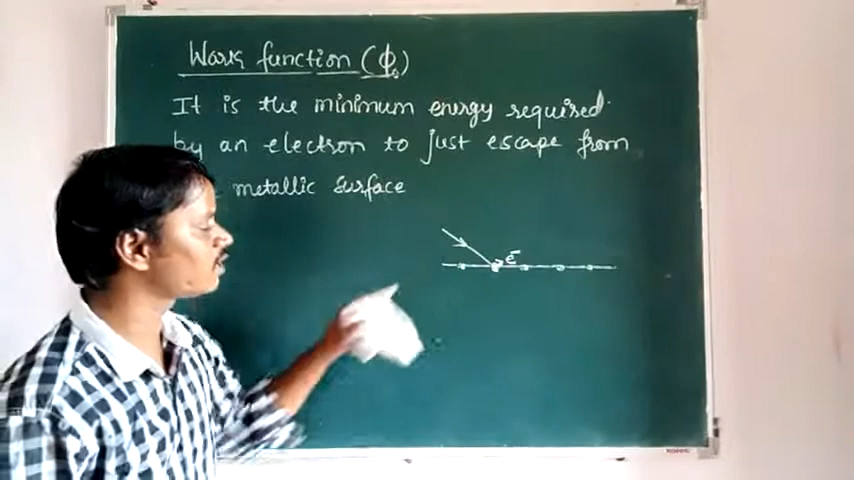 Work function (ϕ₀)
It is the minimum energy required
by an electron to just escape from
metallic surface
e⁻